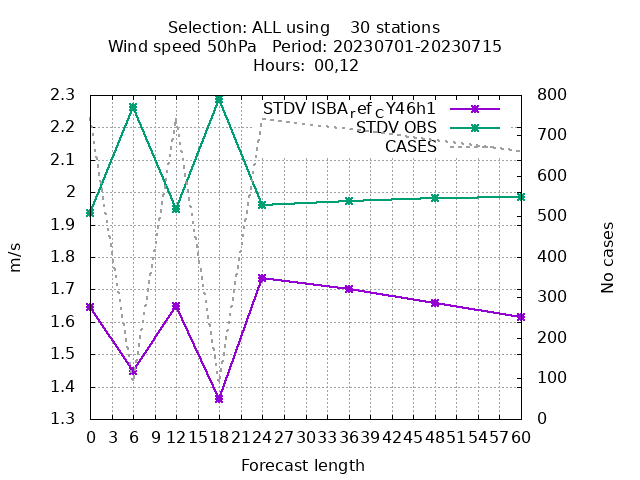 Selection: ALL using    30 stations
Wind speed 50hPa   Period: 20230701-20230715
Hours:  00,12
STDV ISBA_ref_CY46h1
STDV OBS
CASES
2.3
2.2
2.1
2
1.9
1.8
1.7
1.6
1.5
1.4
1.3
800
700
600
500
400
300
200
100
0
m/s
No cases
0 3 6 9 12 15 18 21 24 27 30 33 36 39 42 45 48 51 54 57 60
Forecast length